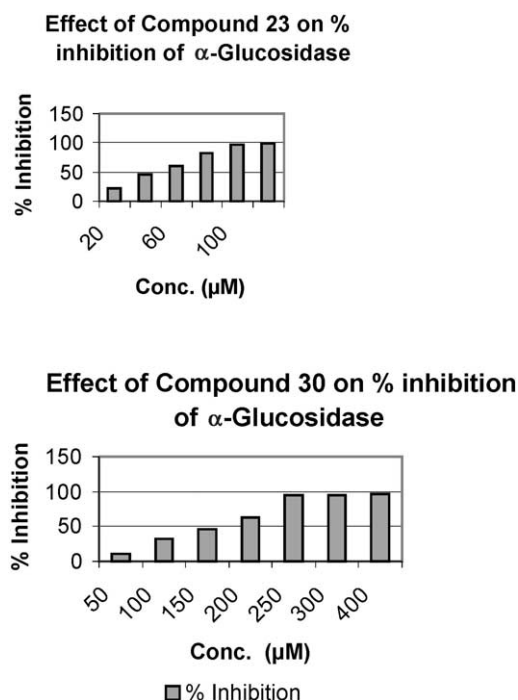 Effect of Compound 23 on %
inhibition of α-Glucosidase
% Inhibition
150
100
50
0
20
60
100
Conc. (µM)
Effect of Compound 30 on % inhibition
of α-Glucosidase
% Inhibition
150
100
50
0
50
100
150
200
250
300
400
Conc. (µM)
% Inhibition